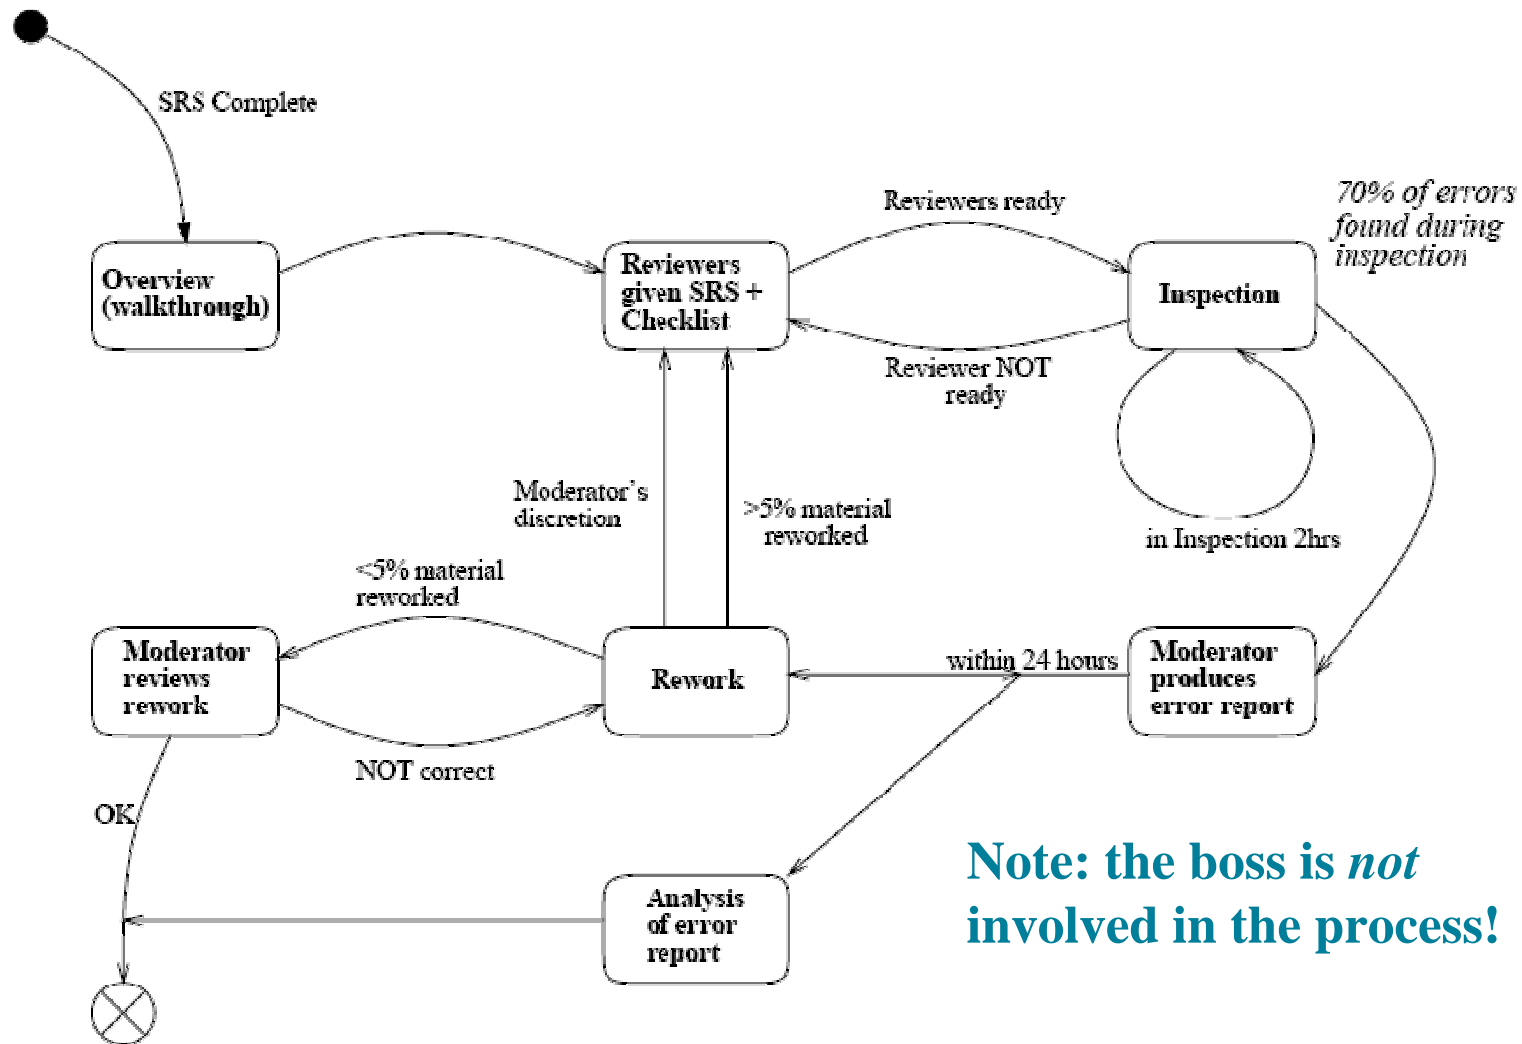 SRS Complete
Overview
(walkthrough)
Reviewers
given SRS +
Checklist
Reviewers ready
Reviewer NOT
ready
Inspection
70% of errors
found during
inspection
in Inspection 2hrs
Moderator's
discretion
>5% material
reworked
<5% material
reworked
Moderator
reviews
rework
NOT correct
Rework
within 24 hours
Moderator
produces
error report
OK
Analysis
of error
report
Note: the boss is not
involved in the process!